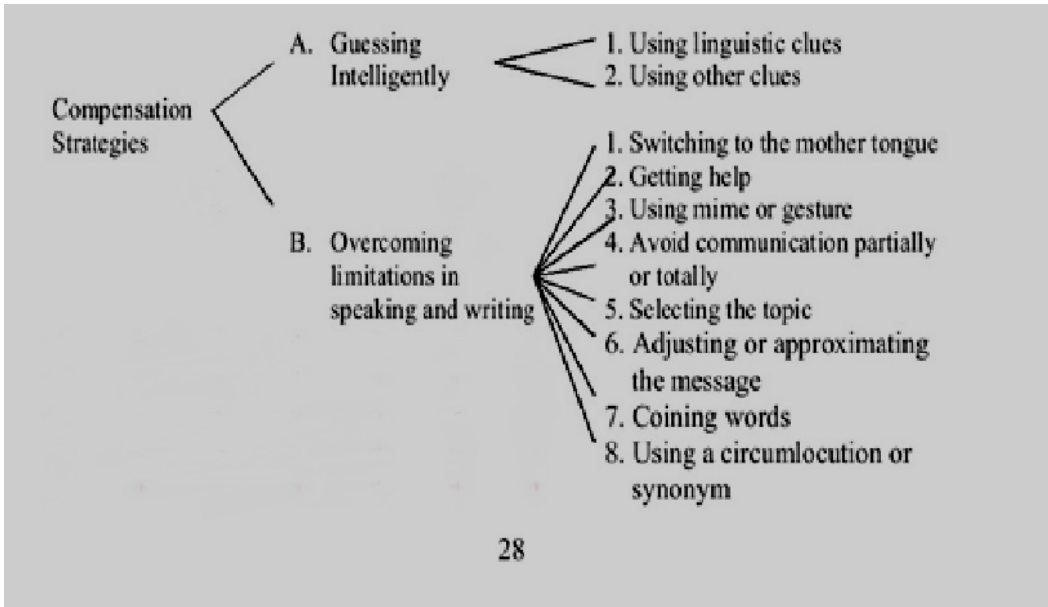 Compensation
Strategies
A. Guessing
Intelligently
1. Using linguistic clues
2. Using other clues
B. Overcoming
limitations in
speaking and writing
1. Switching to the mother tongue
2. Getting help
3. Using mime or gesture
4. Avoid communication partially
or totally
5. Selecting the topic
6. Adjusting or approximating
the message
7. Coining words
8. Using a circumlocution or
synonym
28